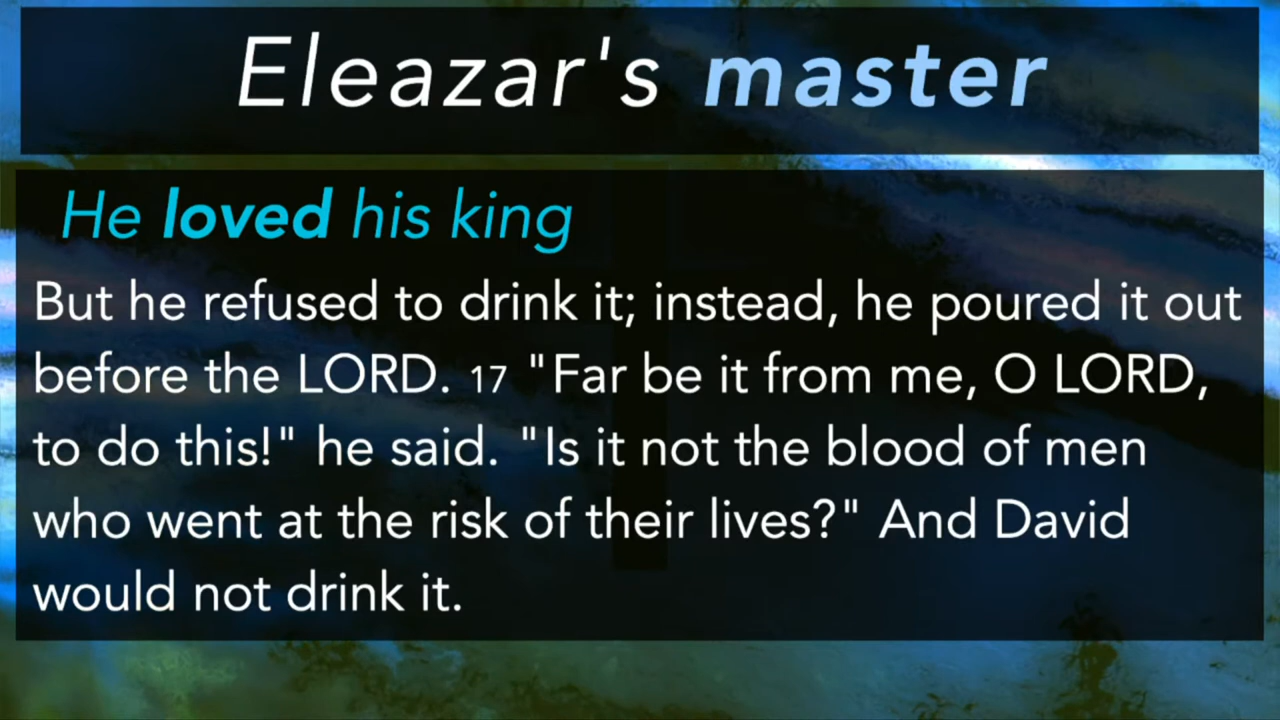 Eleazar's master
He loved his king
But he refused to drink it; instead, he poured it out
before the LORD. 17 "Far be it from me, O LORD,
to do this!" he said. "Is it not the blood of men
who went at the risk of their lives?" And David
would not drink it.